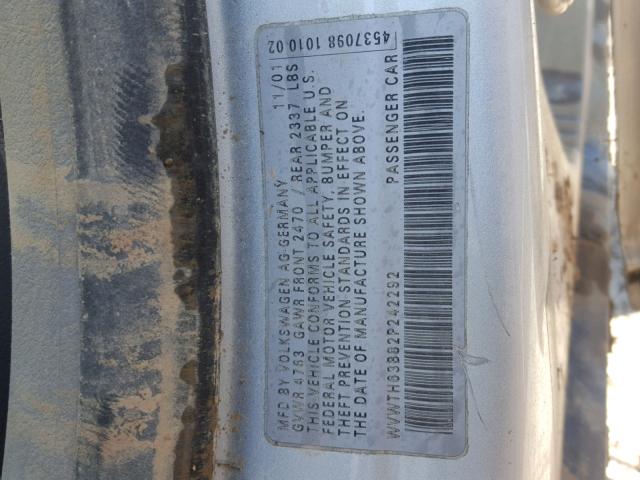 4537098 1010 02
MFD BY VOLKSWAGEN AG-GERMANY 11/01
GVWR 4763 GAWR FRONT 2470 / REAR 2337 LBS
THIS VEHICLE CONFORMS TO ALL APPLICABLE U.S.
FEDERAL MOTOR VEHICLE SAFETY, BUMPER AND
THEFT PREVENTION STANDARDS IN EFFECT ON
THE DATE OF MANUFACTURE SHOWN ABOVE.
WVWTH63B82P242292 PASSENGER CAR